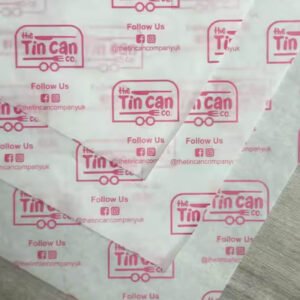 the
Tin Can
co.
Follow Us
@thetincancompanyuk